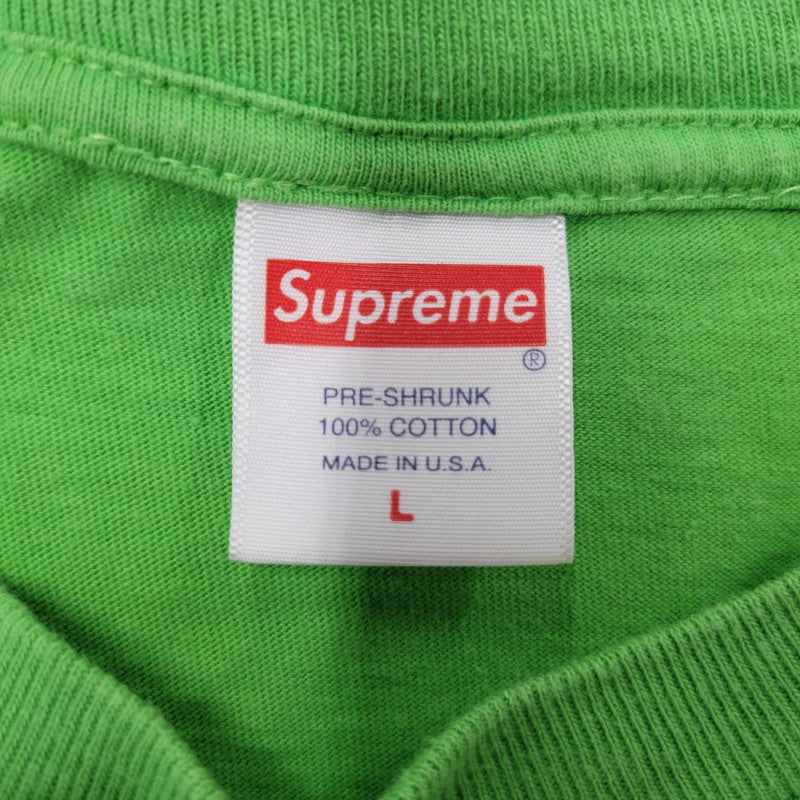 Supreme
®
PRE-SHRUNK
100% COTTON
MADE IN U.S.A.
L